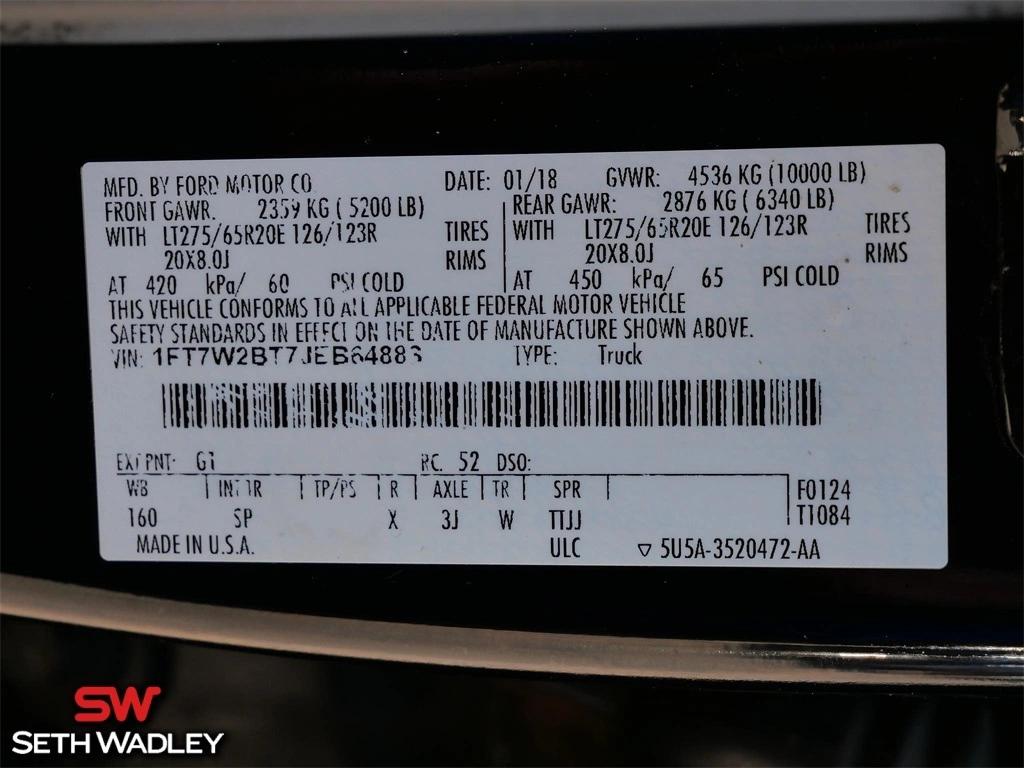 MFD. BY FORD MOTOR CO. DATE: 01/18 GVWR: 4536 KG (10000 LB)
FRONT GAWR: 2359 KG ( 5200 LB) REAR GAWR: 2876 KG ( 6340 LB)
WITH LT275/65R20E 126/123R TIRES WITH LT275/65R20E 126/123R TIRES
20X8.0J RIMS 20X8.0J RIMS
AT 420 kPa/ 60 PSI COLD AT 450 kPa/ 65 PSI COLD
THIS VEHICLE CONFORMS TO ALL APPLICABLE FEDERAL MOTOR VEHICLE
SAFETY STANDARDS IN EFFECT ON THE DATE OF MANUFACTURE SHOWN ABOVE.
VIN: 1FT7W2BT7JEB64883 TYPE: Truck
EXT PNT: G1 RC: 52 DSO:
WB INT TR TP/PS R AXLE TR SPR F0124
160 SP X 3J W TTJJ T1084
MADE IN U.S.A. ULC ▽ 5U5A-3520472-AA
SW
SETH WADLEY